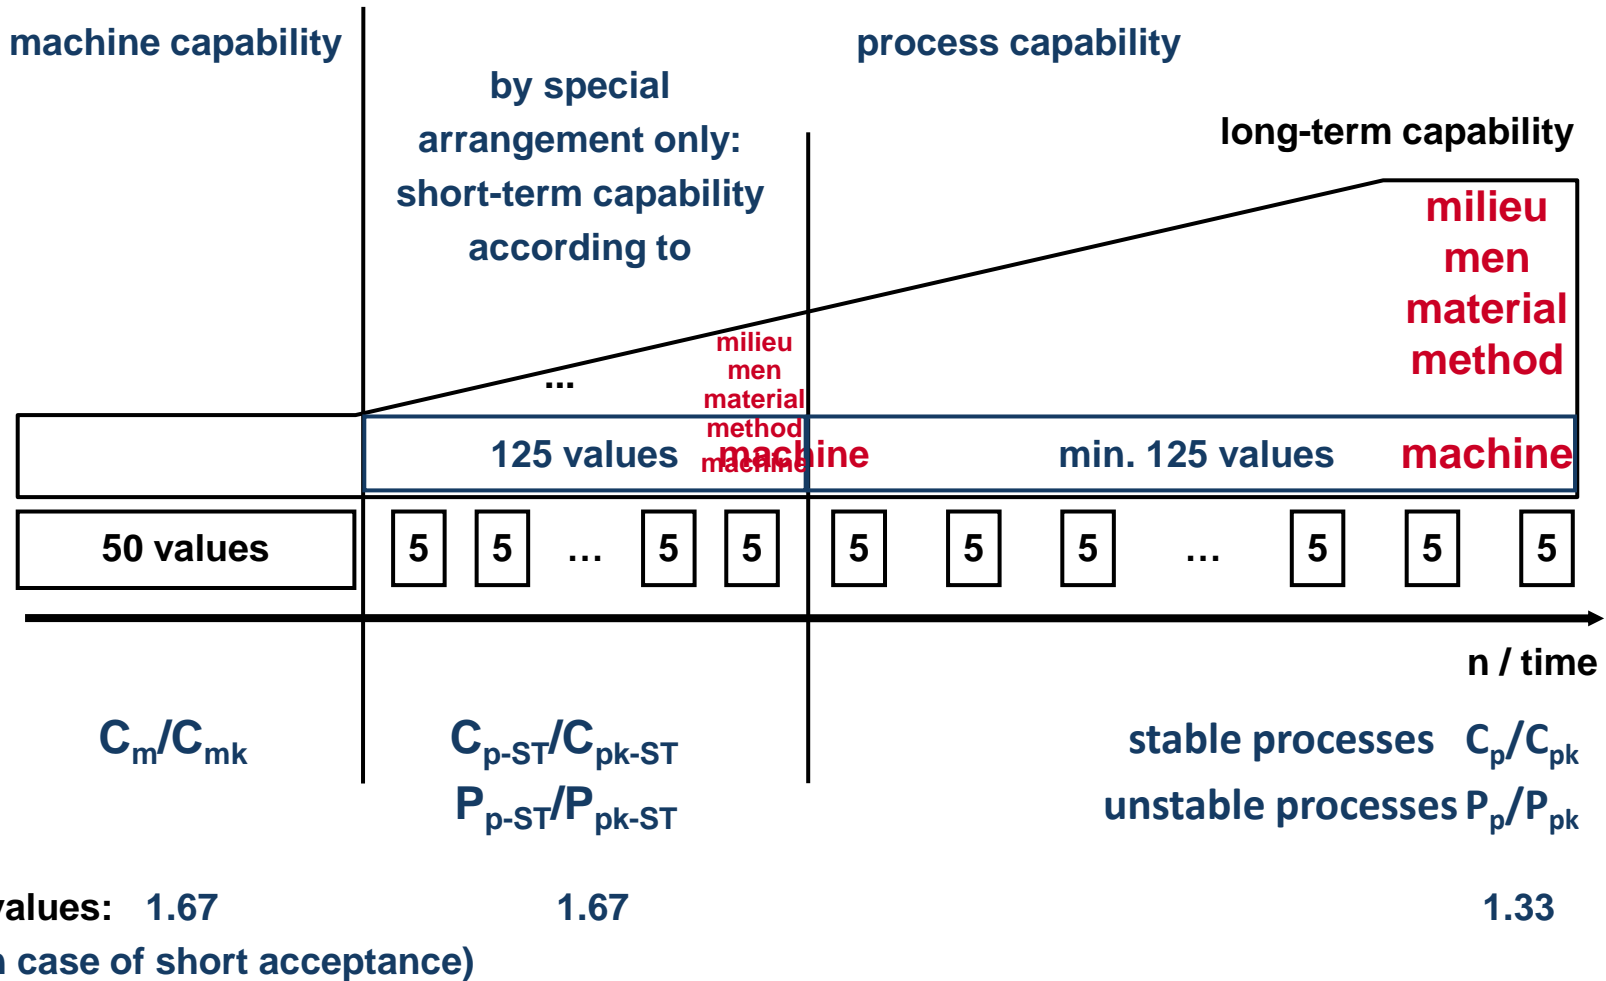 machine capability
process capability
by special
arrangement only:
short-term capability
according to
long-term capability
milieu
men
material
method
machine
...
milieu
men
material
method
machine
125 values
machine
min. 125 values
50 values
5 5 … 5 5 5 5 5 … 5 5 5
n / time
Cm/Cmk
Cp-ST/Cpk-ST
Pp-ST/Ppk-ST
stable processes Cp/Cpk
unstable processes Pp/Ppk
values: 1.67 1.67 1.33
case of short acceptance)